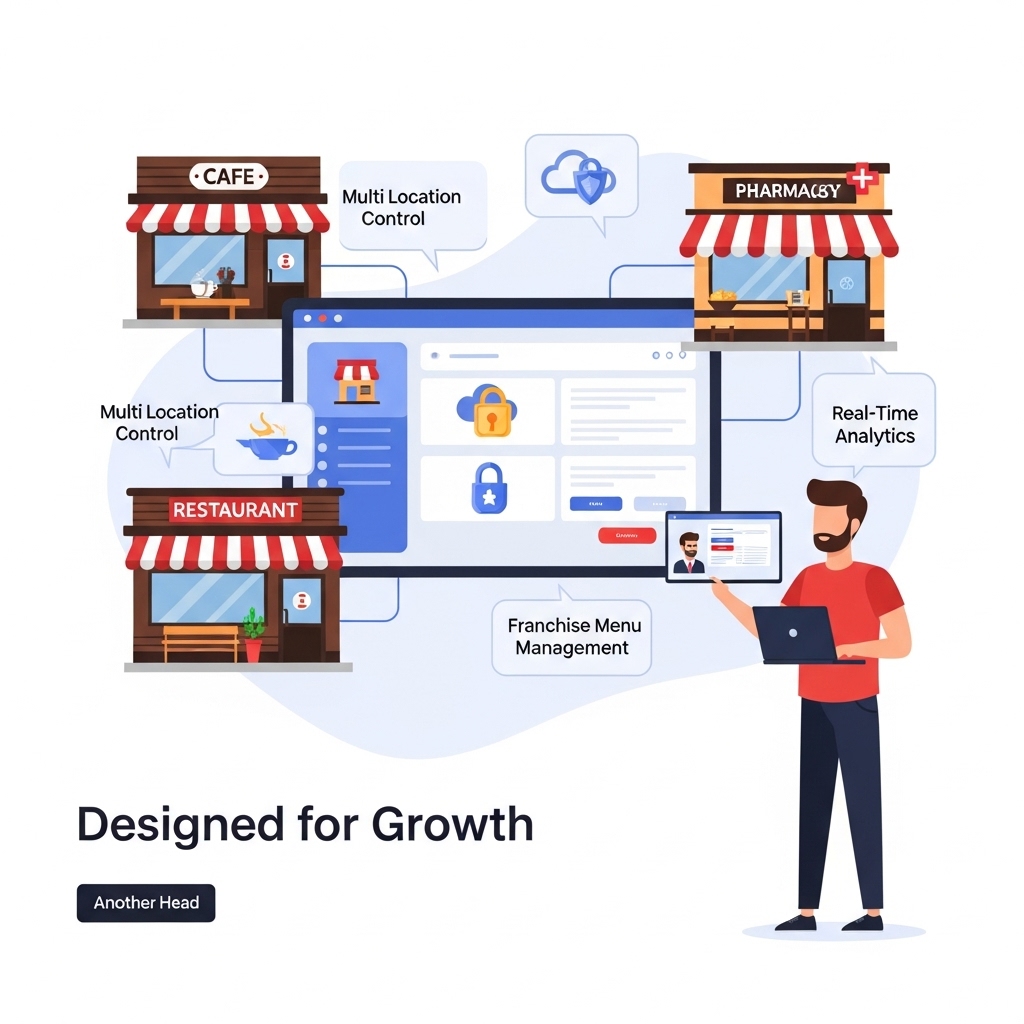 CAFE
Multi Location
Control
Multi Location
Control
RESTAURANT
Real-Time
Analytics
Franchise Menu
Management
Designed for Growth
Another Head